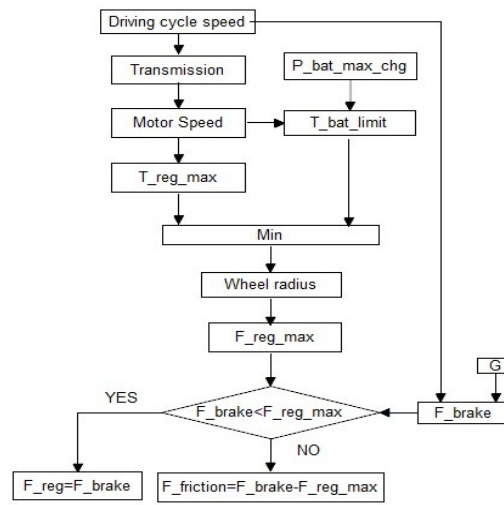 Driving cycle speed
Transmission
P_bat_max_chg
Motor Speed
T_bat_limit
T_reg_max
Min
Wheel radius
F_reg_max
G
YES
F_brake<F_reg_max
F_brake
NO
F_reg=F_brake
F_friction=F_brake-F_reg_max